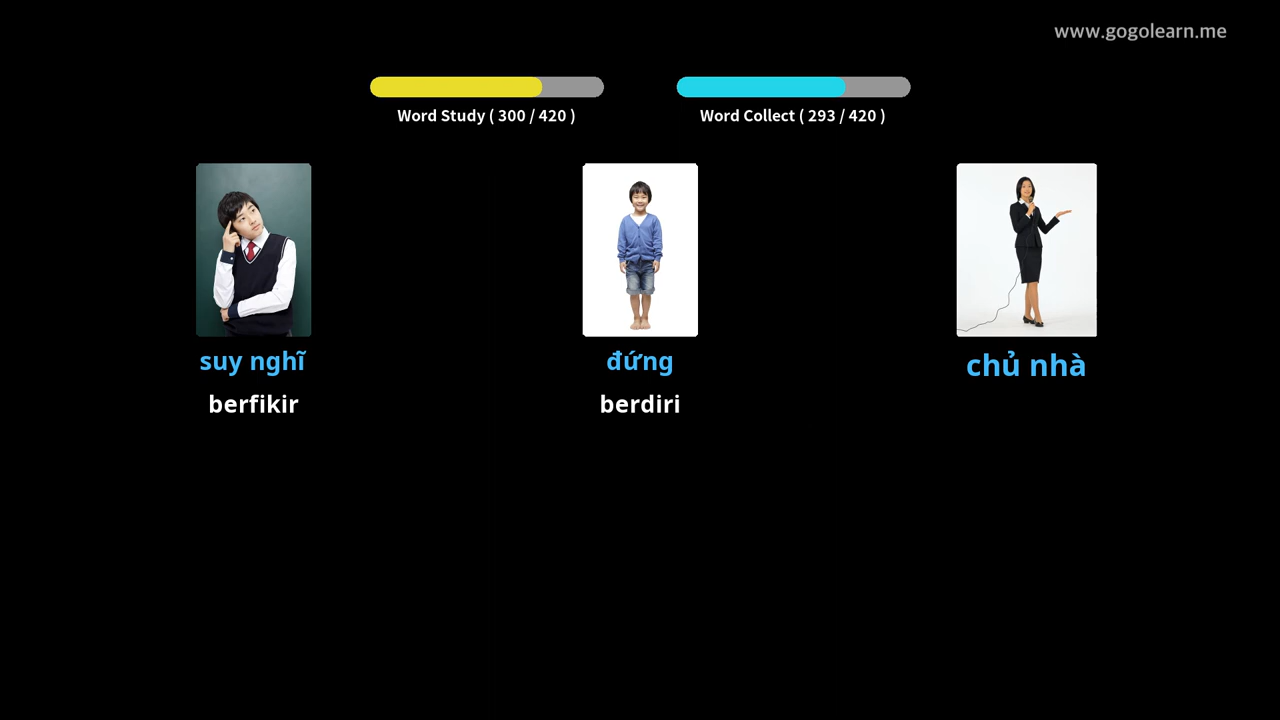 www.gogolearn.me
Word Study ( 300 / 420 )
Word Collect ( 293 / 420 )
suy nghĩ
berfikir
đứng
berdiri
chủ nhà